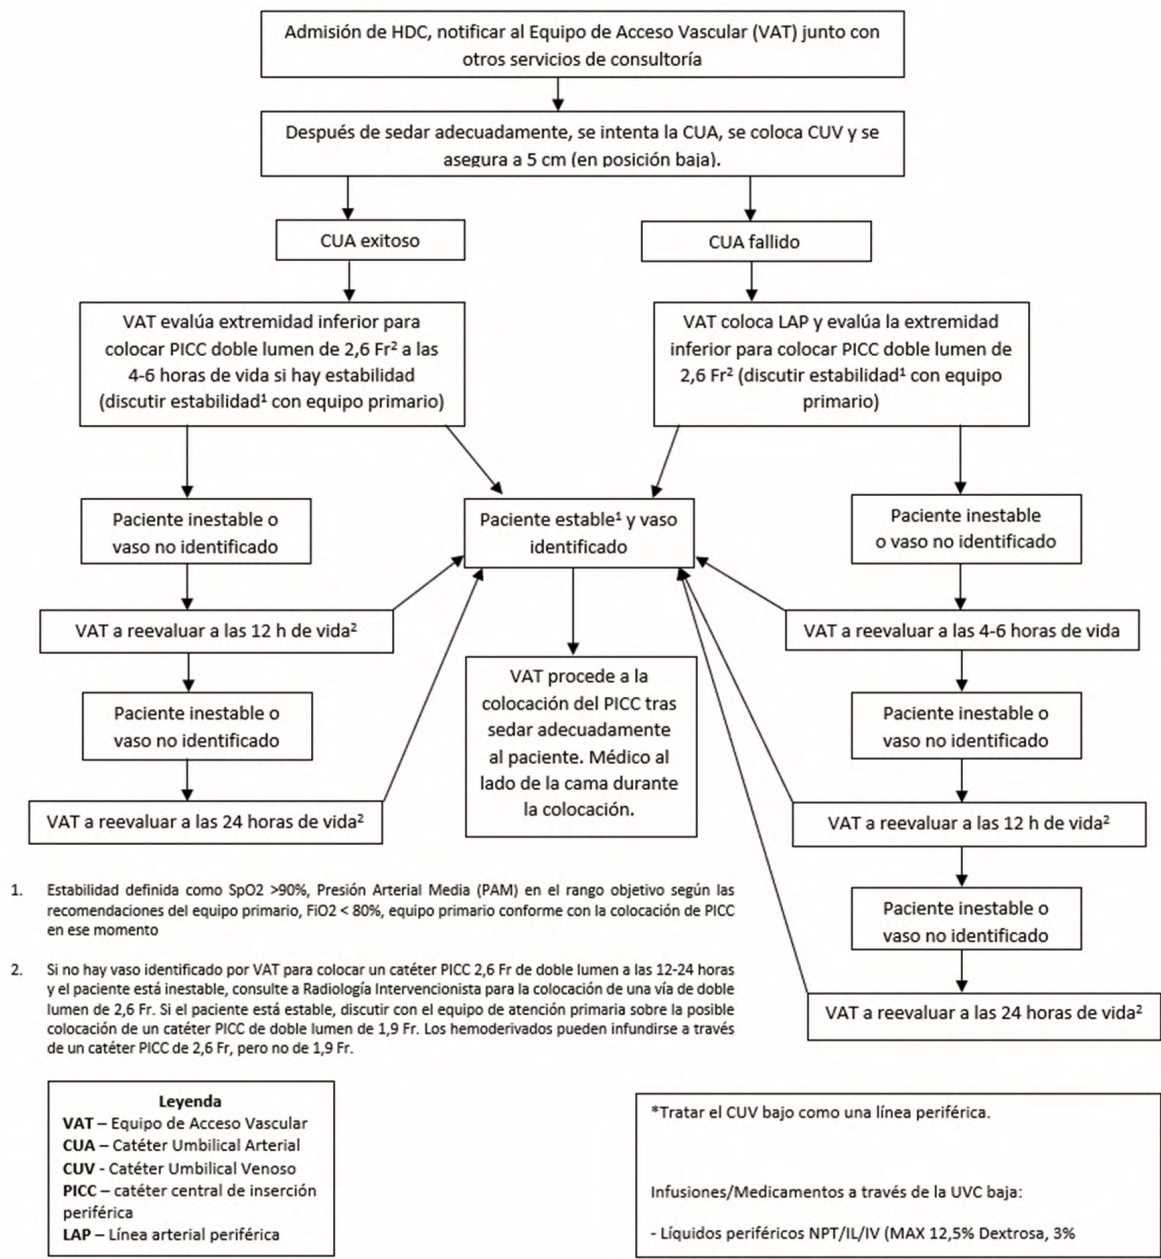 Admisión de HDC, notificar al Equipo de Acceso Vascular (VAT) junto con
otros servicios de consultoría
Después de sedar adecuadamente, se intenta la CUA, se coloca CUV y se
asegura a 5 cm (en posición baja).
CUA exitoso
CUA fallido
VAT evalúa extremidad inferior para
colocar PICC doble lumen de 2,6 Fr² a las
4-6 horas de vida si hay estabilidad
(discutir estabilidad¹ con equipo primario)
VAT coloca LAP y evalúa la extremidad
inferior para colocar PICC doble lumen de
2,6 Fr² (discutir estabilidad¹ con equipo
primario)
Paciente inestable o
vaso no identificado
Paciente estable¹ y vaso
identificado
Paciente inestable
o vaso no identificado
VAT a reevaluar a las 12 h de vida²
VAT a reevaluar a las 4-6 horas de vida
Paciente inestable o
vaso no identificado
VAT procede a la
colocación del PICC tras
sedar adecuadamente
al paciente. Médico al
lado de la cama durante
la colocación.
Paciente inestable o
vaso no identificado
VAT a reevaluar a las 24 horas de vida²
VAT a reevaluar a las 12 h de vida²
Paciente inestable o
vaso no identificado
VAT a reevaluar a las 24 horas de vida²
1. Estabilidad definida como SpO2 >90%, Presión Arterial Media (PAM) en el rango objetivo según las
recomendaciones del equipo primario, FiO2 < 80%, equipo primario conforme con la colocación de PICC
en ese momento
2. Si no hay vaso identificado por VAT para colocar un catéter PICC 2,6 Fr de doble lumen a las 12-24 horas
y el paciente está inestable, consulte a Radiología Intervencionista para la colocación de una vía de doble
lumen de 2,6 Fr. Si el paciente está estable, discutir con el equipo de atención primaria sobre la posible
colocación de un catéter PICC de doble lumen de 1,9 Fr. Los hemoderivados pueden infundirse a través
de un catéter PICC de 2,6 Fr, pero no de 1,9 Fr.
Leyenda
VAT – Equipo de Acceso Vascular
CUA – Catéter Umbilical Arterial
CUV - Catéter Umbilical Venoso
PICC – catéter central de inserción
periférica
LAP – Línea arterial periférica
*Tratar el CUV bajo como una línea periférica.
Infusiones/Medicamentos a través de la UVC baja:
- Líquidos periféricos NPT/IL/IV (MAX 12,5% Dextrosa, 3%